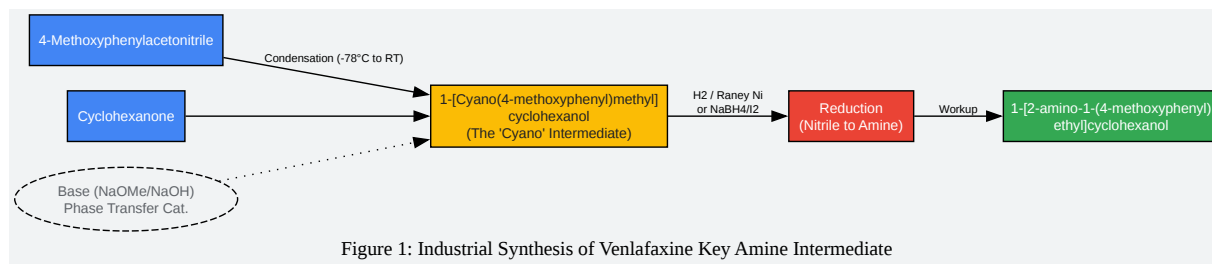 4-Methoxyphenylacetonitrile
Condensation (-78°C to RT)
Cyclohexanone
Base (NaOMe/NaOH)
Phase Transfer Cat.
1-[Cyano(4-methoxyphenyl)methyl]
cyclohexanol
(The 'Cyano' Intermediate)
H2 / Raney Ni
or NaBH4/I2
Reduction
(Nitrile to Amine)
Workup
1-[2-amino-1-(4-methoxyphenyl)
ethyl]cyclohexanol
Figure 1: Industrial Synthesis of Venlafaxine Key Amine Intermediate